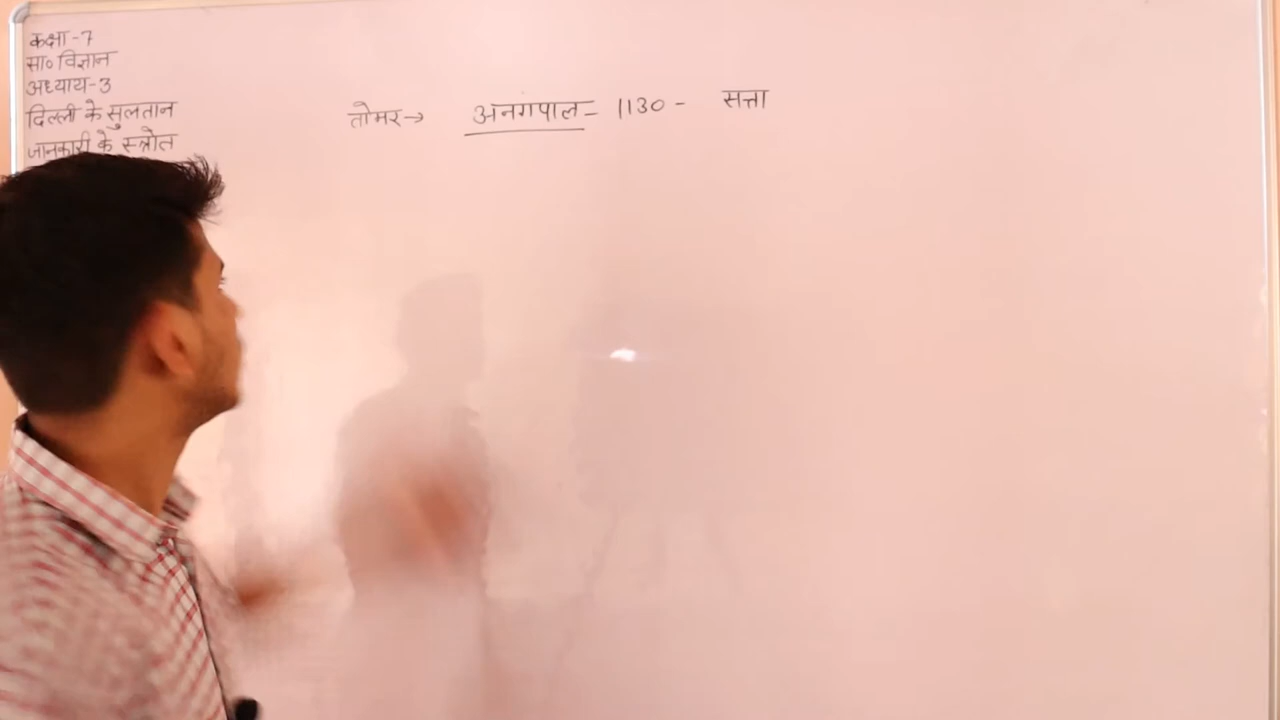 कक्षा-7
सा० विज्ञान
अध्याय-3
दिल्ली के सुलतान
जानकारी के स्त्रोत
तोमर→ अनगपाल= 1130- सत्ता